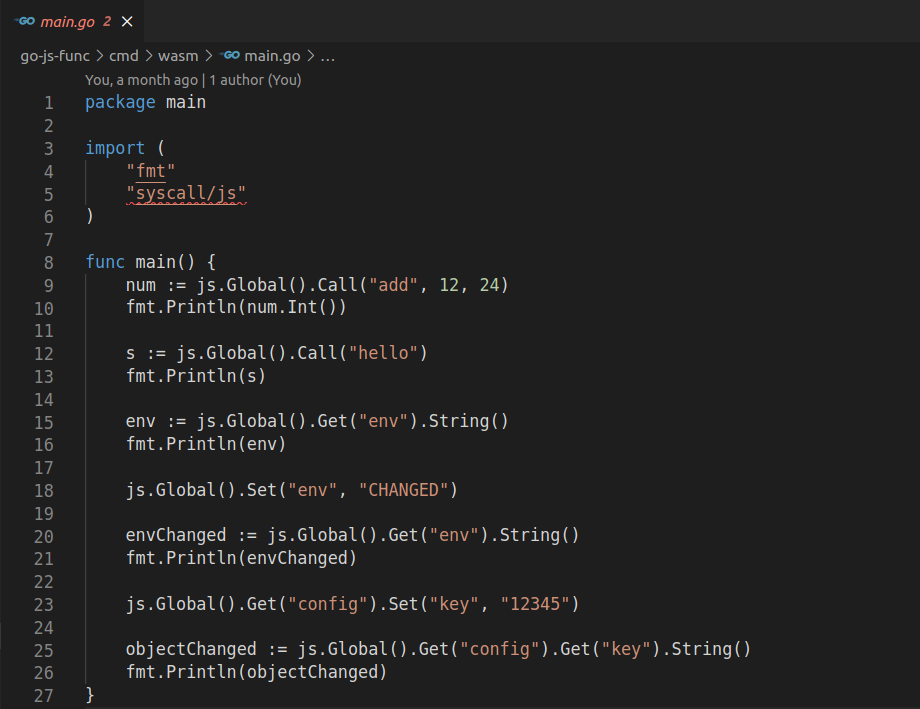 GO main.go 2 ×
go-js-func > cmd > wasm > GO main.go > ...
You, a month ago | 1 author (You)
1 package main
2
3 import (
4     "fmt"
5     "syscall/js"
6 )
7
8 func main() {
9     num := js.Global().Call("add", 12, 24)
10     fmt.Println(num.Int())
11
12     s := js.Global().Call("hello")
13     fmt.Println(s)
14
15     env := js.Global().Get("env").String()
16     fmt.Println(env)
17
18     js.Global().Set("env", "CHANGED")
19
20     envChanged := js.Global().Get("env").String()
21     fmt.Println(envChanged)
22
23     js.Global().Get("config").Set("key", "12345")
24
25     objectChanged := js.Global().Get("config").Get("key").String()
26     fmt.Println(objectChanged)
27 }